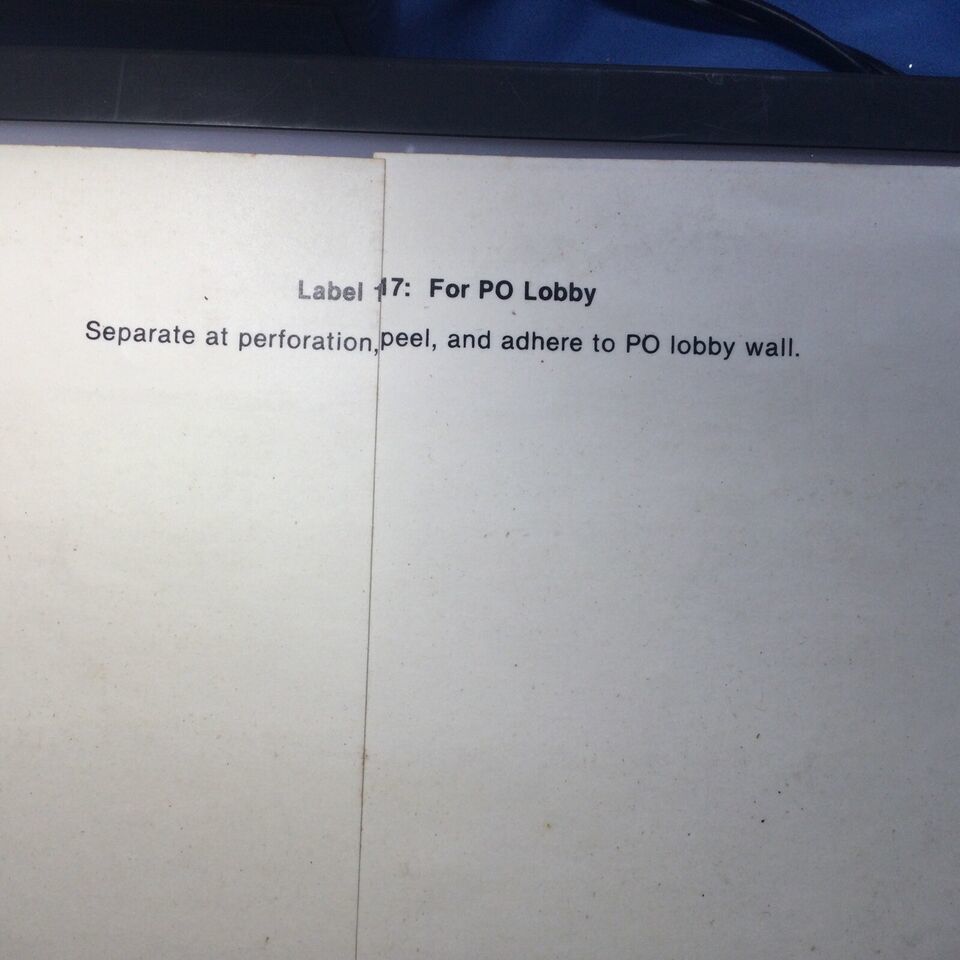 Label 17: For PO Lobby
Separate at perforation, peel, and adhere to PO lobby wall.